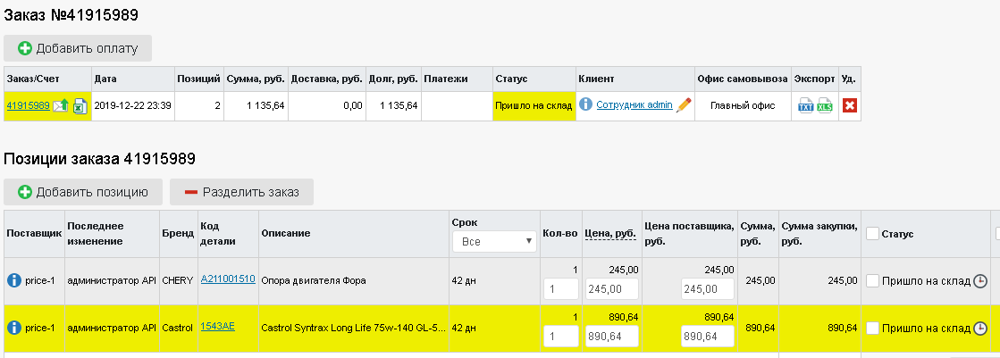 Заказ №41915989
Добавить оплату
Заказ/Счет Дата Позиций Сумма, руб. Доставка, руб. Долг, руб. Платежи Статус Клиент Офис самовывоза Экспорт Уд.
41915989 2019-12-22 23:39 2 1 135,64 0,00 1 135,64 Пришло на склад Сотрудник admin Главный офис TXT XLS
Позиции заказа 41915989
Добавить позицию Разделить заказ
Поставщик Последнее изменение Бренд Код детали Описание Срок Все Кол-во Цена, руб. Цена поставщика, руб. Сумма, руб. Сумма закупки, руб. Статус
price-1 администратор API CHERY A211001510 Опора двигателя Фора 42 дн 1 245,00 245,00 245,00 245,00 Пришло на склад
1 245,00 245,00
price-1 администратор API Castrol 1543AE Castrol Syntrax Long Life 75w-140 GL-5... 42 дн 1 890,64 890,64 890,64 890,64 Пришло на склад
1 890,64 890,64